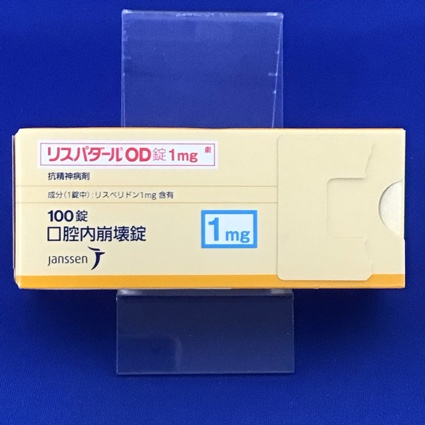 リスパダール®OD錠1mg 劇
抗精神病剤
成分(1錠中):リスペリドン1mg 含有
100錠
口腔内崩壊錠
1mg
janssen